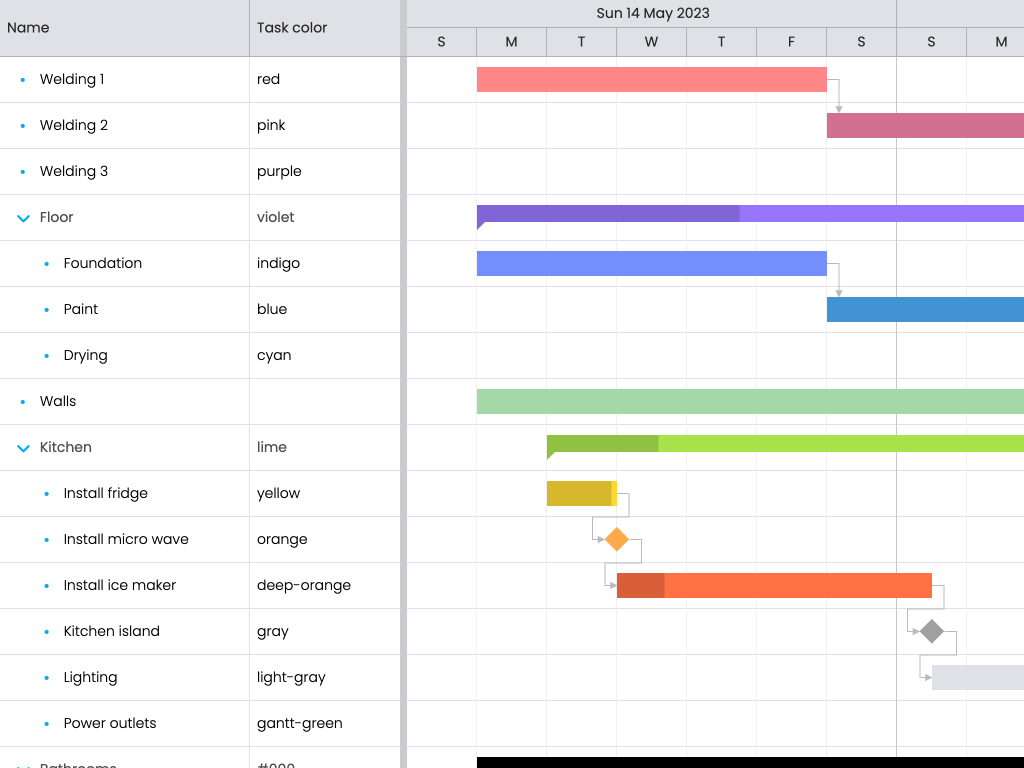 Name Task color Sun 14 May 2023
S M T W T F S S M
Welding 1 red
Welding 2 pink
Welding 3 purple
Floor violet
Foundation indigo
Paint blue
Drying cyan
Walls
Kitchen lime
Install fridge yellow
Install micro wave orange
Install ice maker deep-orange
Kitchen island gray
Lighting light-gray
Power outlets gantt-green
Bathrooms #000